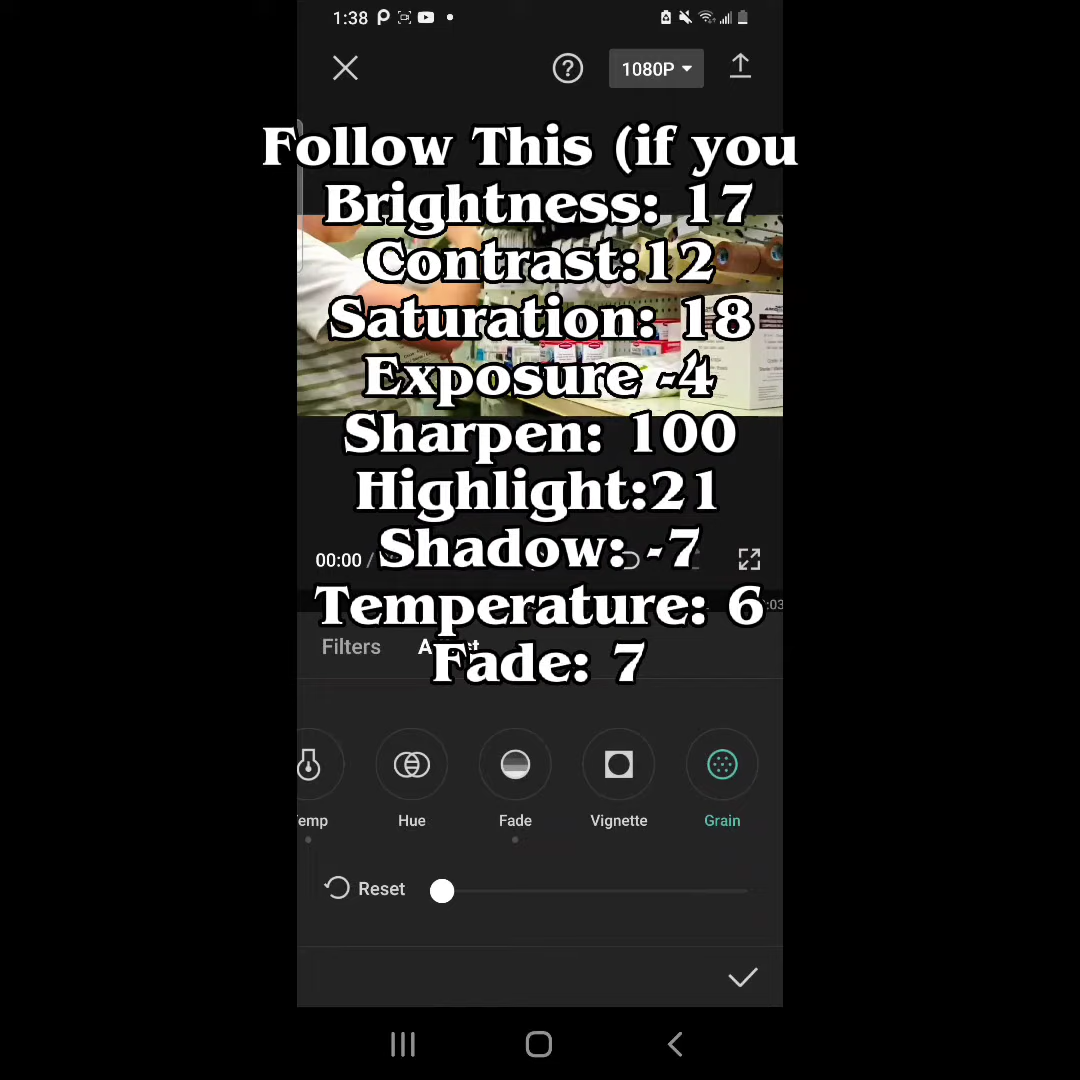 1:38
1080P
Follow This (if you
Brightness: 17
Contrast:12
Saturation: 18
Exposure -4
Sharpen: 100
Highlight:21
Shadow: -7
00:00 /
:03
Temperature: 6
Filters
Fade: 7
emp
Hue
Fade
Vignette
Grain
Reset